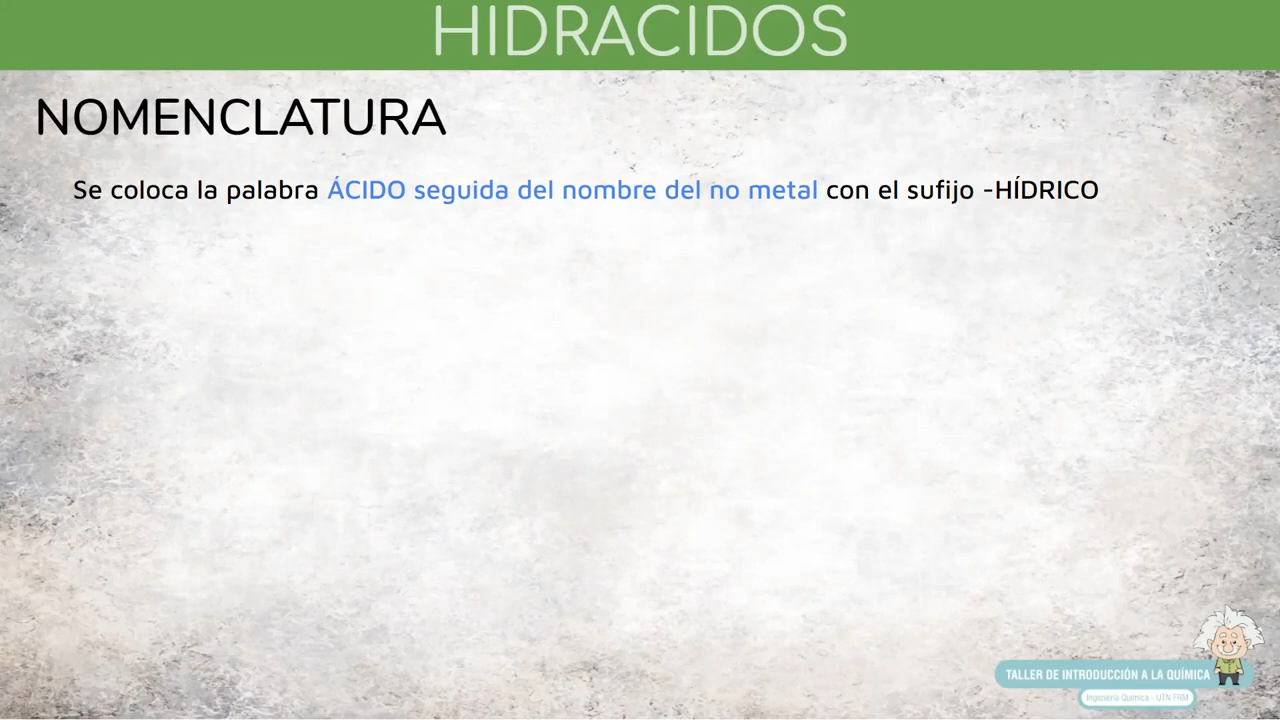 HIDRACIDOS
NOMENCLATURA
Se coloca la palabra ÁCIDO seguida del nombre del no metal con el sufijo -HÍDRICO
TALLER DE INTRODUCCIÓN A LA QUÍMICA
Ingeniería Química - UTN FRM